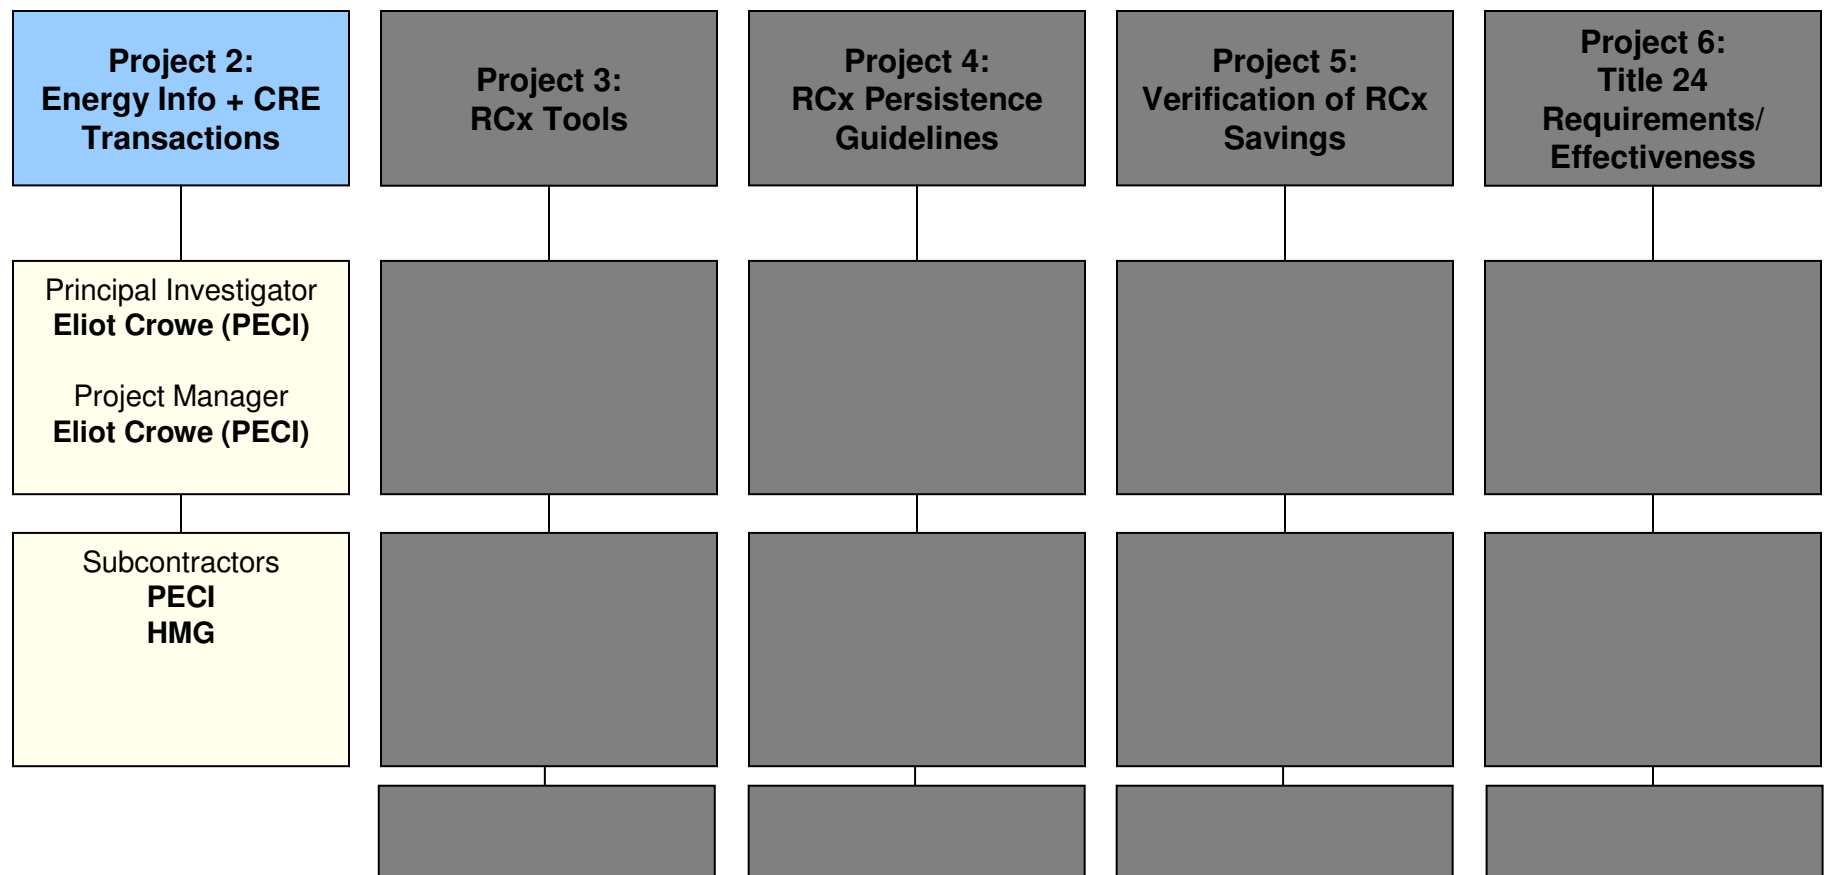 Project 2:
Energy Info + CRE
Transactions
Project 3:
RCx Tools
Project 4:
RCx Persistence
Guidelines
Project 5:
Verification of RCx
Savings
Project 6:
Title 24
Requirements/
Effectiveness
Principal Investigator
Eliot Crowe (PECI)
Project Manager
Eliot Crowe (PECI)
Subcontractors
PECI
HMG